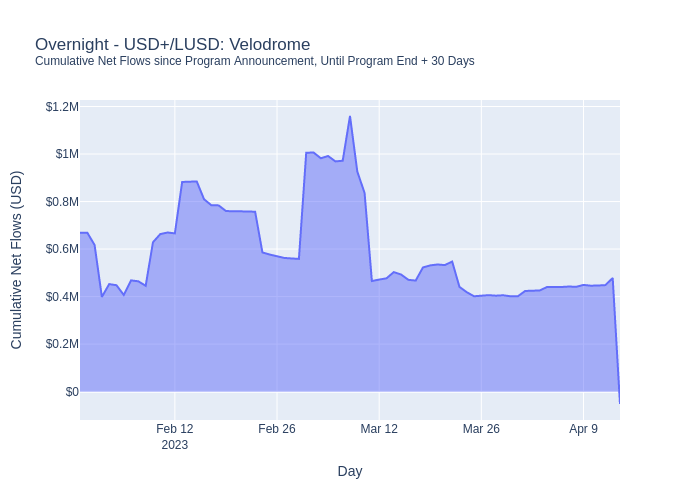 Overnight - USD+/LUSD: Velodrome
Cumulative Net Flows since Program Announcement, Until Program End + 30 Days
$1.2M
$1M
$0.8M
$0.6M
$0.4M
$0.2M
$0
Cumulative Net Flows (USD)
Feb 12
2023
Feb 26
Mar 12
Mar 26
Apr 9
Day